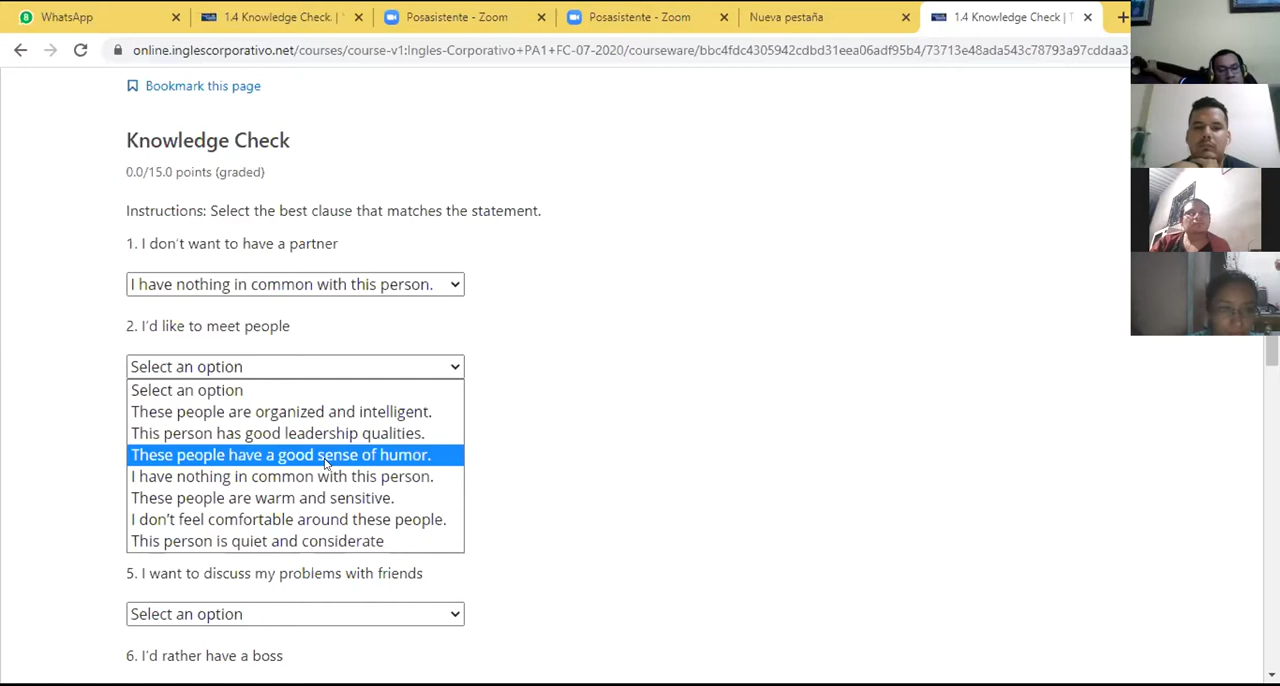 WhatsApp
1.4 Knowledge Check. |
Posasistente - Zoom
Posasistente - Zoom
Nueva pestaña
1.4 Knowledge Check | T
online.inglescorporativo.net/courses/course-v1:Ingles-Corporativo+PA1+FC-07-2020/courseware/bbc4fdc4305942cdbd31eea06adf95b4/73713e48ada543c78793a97cddaa3...
Bookmark this page
Knowledge Check
0.0/15.0 points (graded)
Instructions: Select the best clause that matches the statement.
1. I don't want to have a partner
I have nothing in common with this person.
2. I'd like to meet people
Select an option
Select an option
These people are organized and intelligent.
This person has good leadership qualities.
These people have a good sense of humor.
I have nothing in common with this person.
These people are warm and sensitive.
I don't feel comfortable around these people.
This person is quiet and considerate
5. I want to discuss my problems with friends
Select an option
6. I'd rather have a boss